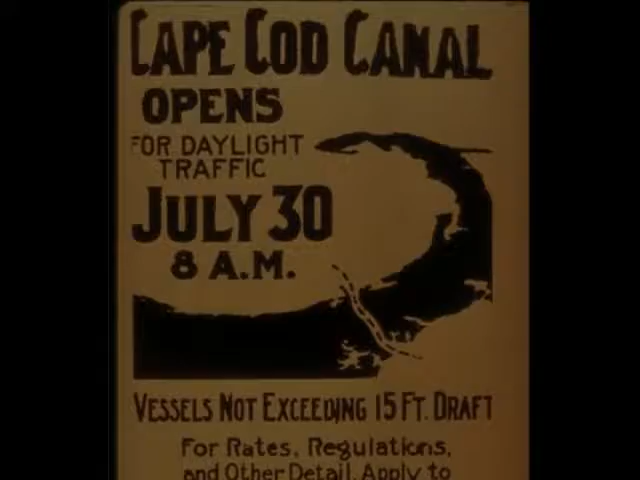 CAPE COD CANAL
OPENS
FOR DAYLIGHT
TRAFFIC
JULY 30
8 A.M.
VESSELS NOT EXCEEDING 15 FT. DRAFT
For Rates, Regulations,
and Other Detail, Apply to